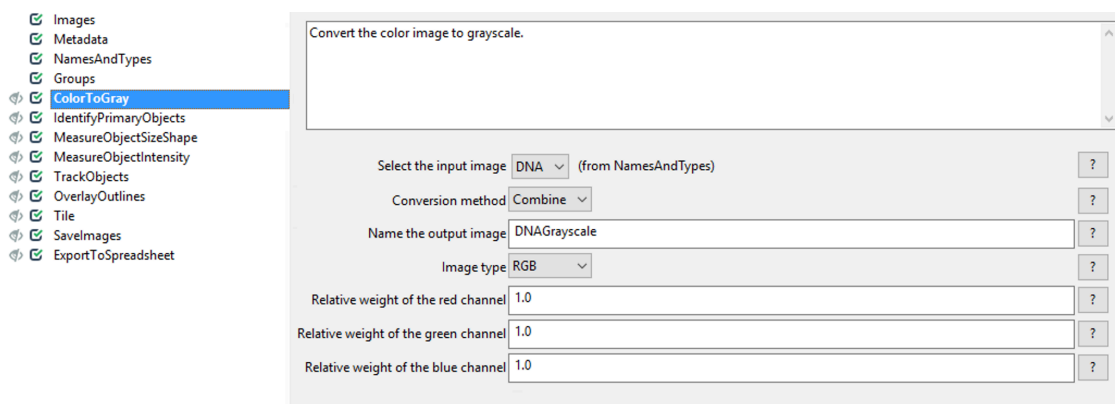 Images
Metadata
NamesAndTypes
Groups
ColorToGray
IdentifyPrimaryObjects
MeasureObjectSizeShape
MeasureObjectIntensity
TrackObjects
OverlayOutlines
Tile
SaveImages
ExportToSpreadsheet
Convert the color image to grayscale.
Select the input image DNA (from NamesAndTypes) ?
Conversion method Combine ?
Name the output image DNAGrayscale ?
Image type RGB ?
Relative weight of the red channel 1.0 ?
Relative weight of the green channel 1.0 ?
Relative weight of the blue channel 1.0 ?